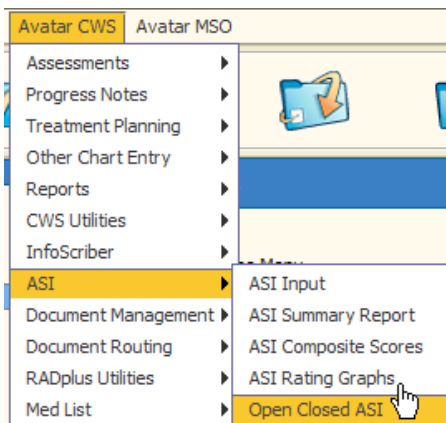 Avatar CWS Avatar MSO
Assessments
Progress Notes
Treatment Planning
Other Chart Entry
Reports
CWS Utilities
InfoScriber
Menu
ASI
ASI Input
Document Management
ASI Summary Report
Document Routing
ASI Composite Scores
RADplus Utilities
ASI Rating Graphs
Med List
Open Closed ASI